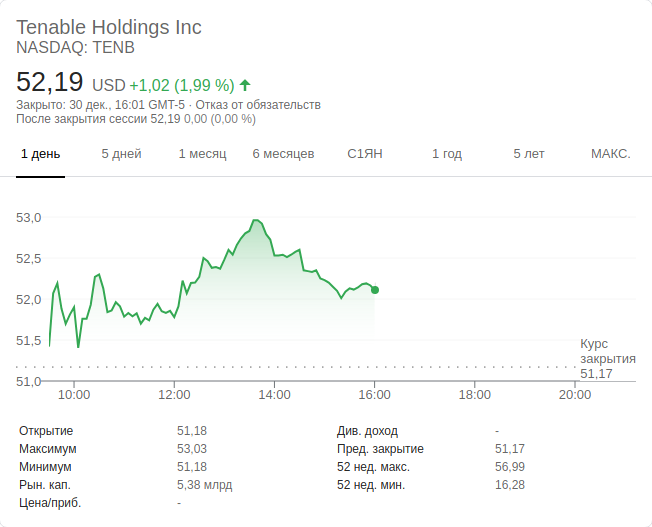 Tenable Holdings Inc
NASDAQ: TENB
52,19 USD +1,02 (1,99 %)
Закрыто: 30 дек., 16:01 GMT-5 · Отказ от обязательств
После закрытия сессии 52,19 0,00 (0,00 %)
1 день 5 дней 1 месяц 6 месяцев С1ЯН 1 год 5 лет МАКС.
53,0
52,5
52,0
51,5
51,0
Курс
закрытия
51,17
10:00 12:00 14:00 16:00 18:00 20:00
Открытие 51,18 Див. доход -
Максимум 53,03 Пред. закрытие 51,17
Минимум 51,18 52 нед. макс. 56,99
Рын. кап. 5,38 млрд 52 нед. мин. 16,28
Цена/приб. -